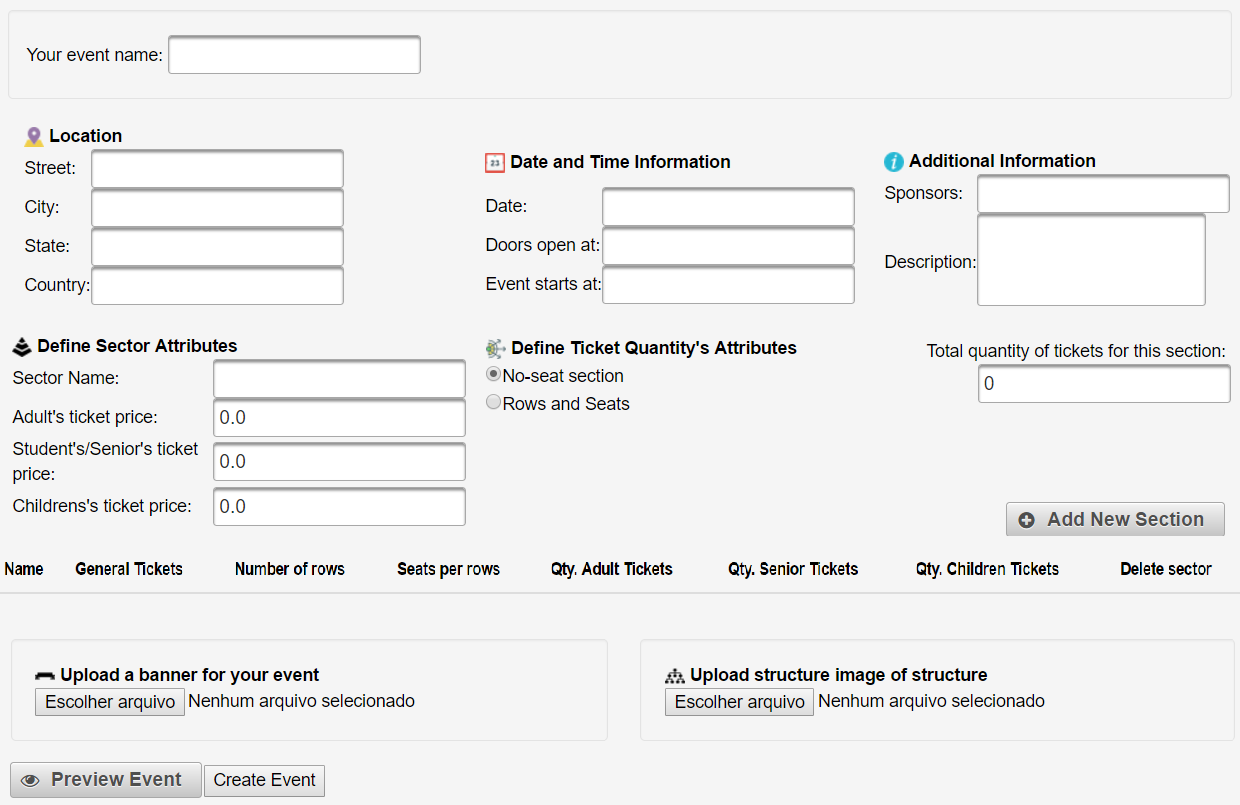 Your event name:
Location
Street:
City:
State:
Country:
23 Date and Time Information
Date:
Doors open at:
Event starts at:
i Additional Information
Sponsors:
Description:
Define Sector Attributes
Sector Name:
Adult's ticket price: 0.0
Student's/Senior's ticket
price: 0.0
Childrens's ticket price: 0.0
Define Ticket Quantity's Attributes
No-seat section
Rows and Seats
Total quantity of tickets for this section:
0
Add New Section
Name General Tickets Number of rows Seats per rows Qty. Adult Tickets Qty. Senior Tickets Qty. Children Tickets Delete sector
Upload a banner for your event
Escolher arquivo Nenhum arquivo selecionado
Upload structure image of structure
Escolher arquivo Nenhum arquivo selecionado
Preview Event Create Event